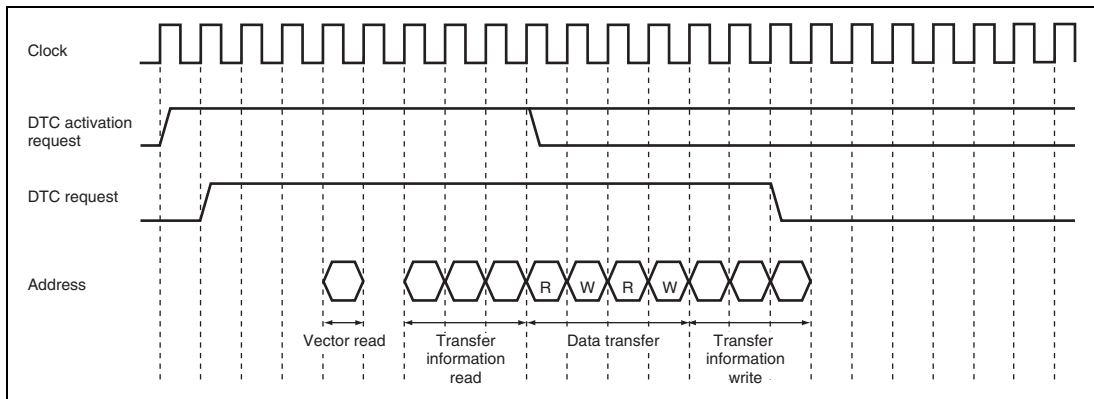 Clock
DTC activation
request
DTC request
Address
R W R W
Vector read
Transfer
information
read
Data transfer
Transfer
information
write